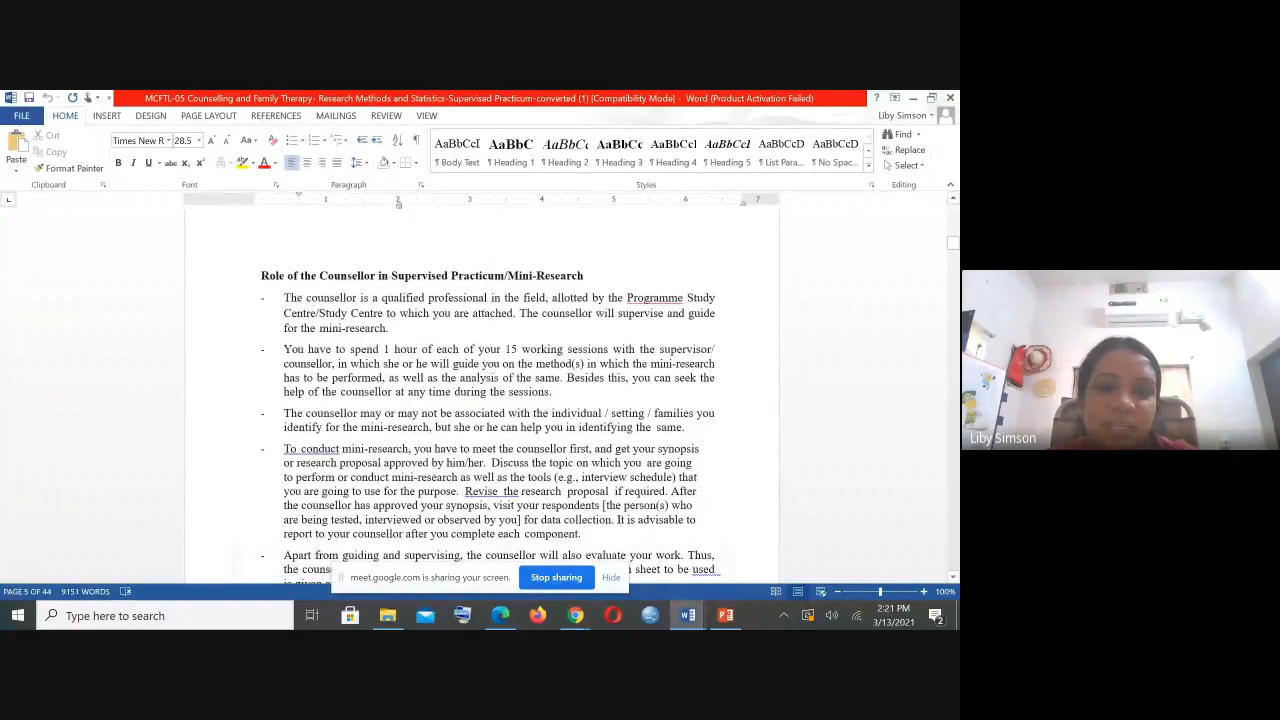 MCFTL-05 Counselling and Family Therapy- Research Methods and Statistics-Supervised Practicum-converted (1) [Compatibility Mode] - Word (Product Activation Failed)
FILE HOME INSERT DESIGN PAGE LAYOUT REFERENCES MAILINGS REVIEW VIEW Liby Simson
Paste
Cut
Copy
Format Painter
Clipboard
Times New R 28.5
Font
Paragraph
AaBbCcI AaBbC AaBbCc AaBbCc AaBbCcI AaBbCcI AaBbCcD AaBbCcD
¶ Body Text ¶ Heading 1 ¶ Heading 2 ¶ Heading 3 ¶ Heading 4 ¶ Heading 5 ¶ List Para... ¶ No Spac...
Styles
Find
Replace
Select
Editing
1 2 3 4 5 6 7
Role of the Counsellor in Supervised Practicum/Mini-Research
- The counsellor is a qualified professional in the field, allotted by the Programme Study
Centre/Study Centre to which you are attached. The counsellor will supervise and guide
for the mini-research.
- You have to spend 1 hour of each of your 15 working sessions with the supervisor/
counsellor, in which she or he will guide you on the method(s) in which the mini-research
has to be performed, as well as the analysis of the same. Besides this, you can seek the
help of the counsellor at any time during the sessions.
- The counsellor may or may not be associated with the individual / setting / families you
identify for the mini-research, but she or he can help you in identifying the same.
- To conduct mini-research, you have to meet the counsellor first, and get your synopsis
or research proposal approved by him/her. Discuss the topic on which you are going
to perform or conduct mini-research as well as the tools (e.g., interview schedule) that
you are going to use for the purpose. Revise the research proposal if required. After
the counsellor has approved your synopsis, visit your respondents [the person(s) who
are being tested, interviewed or observed by you] for data collection. It is advisable to
report to your counsellor after you complete each component.
- Apart from guiding and supervising, the counsellor will also evaluate your work. Thus,
the couns sheet to be used
meet.google.com is sharing your screen. Stop sharing Hide
PAGE 5 OF 44 9151 WORDS 100%
Type here to search
2:21 PM
3/13/2021
2
Liby Simson